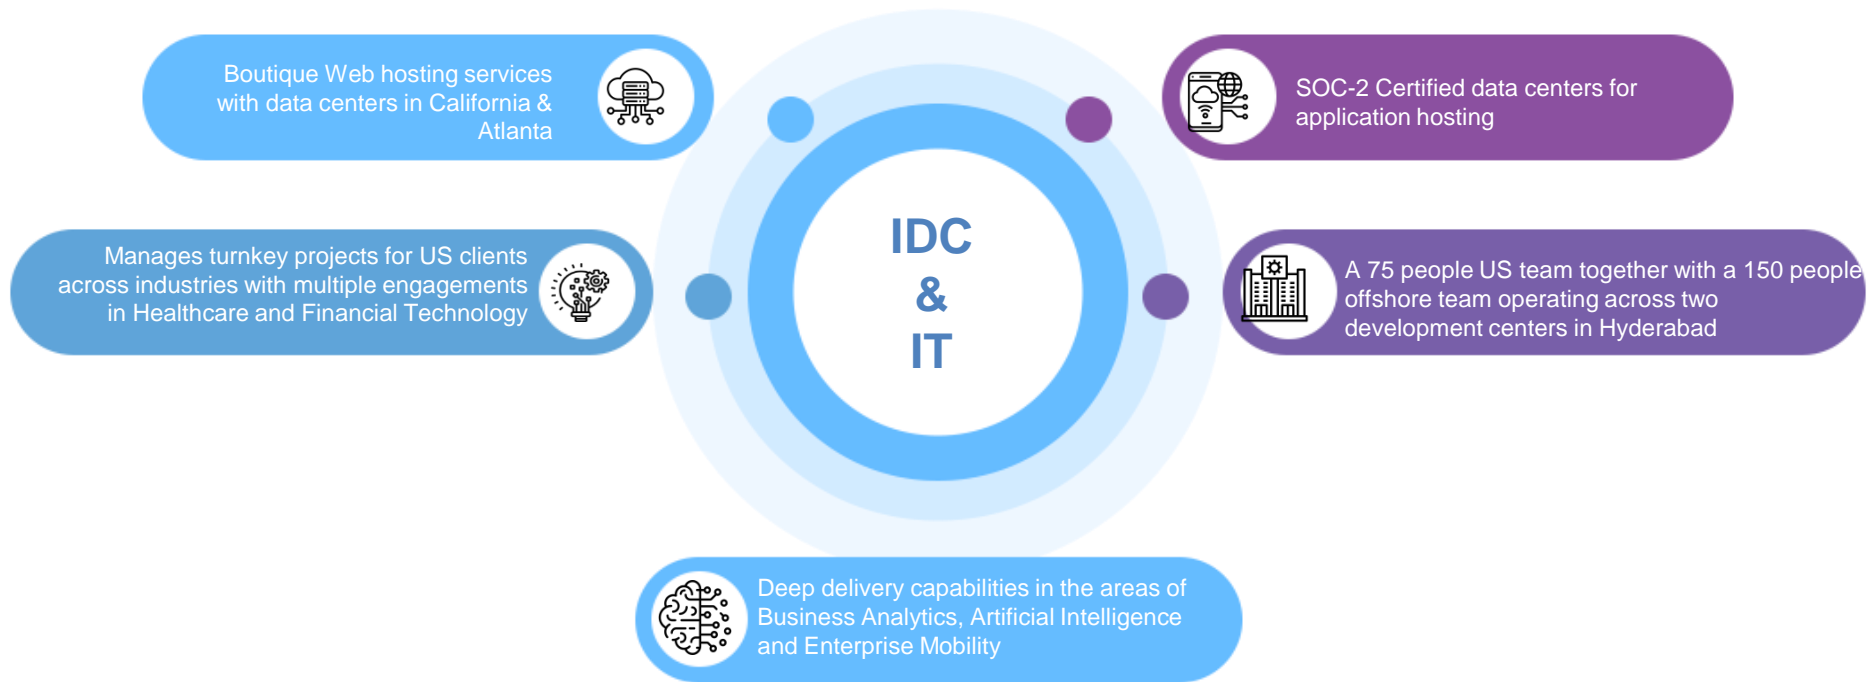 Boutique Web hosting services
with data centers in California &
Atlanta
SOC-2 Certified data centers for
application hosting
Manages turnkey projects for US clients
across industries with multiple engagements
in Healthcare and Financial Technology
IDC
&
IT
A 75 people US team together with a 150 people
offshore team operating across two
development centers in Hyderabad
Deep delivery capabilities in the areas of
Business Analytics, Artificial Intelligence
and Enterprise Mobility